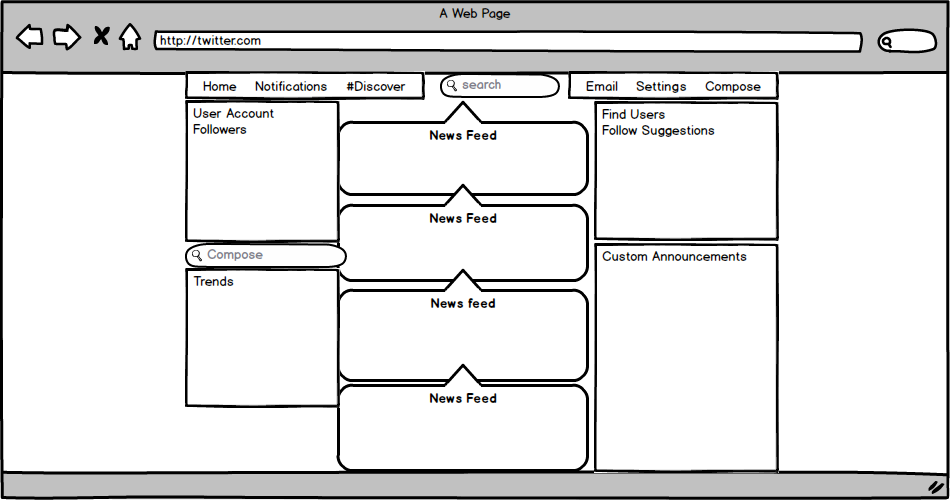 A Web Page
http://twitter.com
Home Notifications #Discover
search
Email Settings Compose
User Account
Followers
News Feed
Find Users
Follow Suggestions
News Feed
Compose
Custom Announcements
Trends
News feed
News Feed